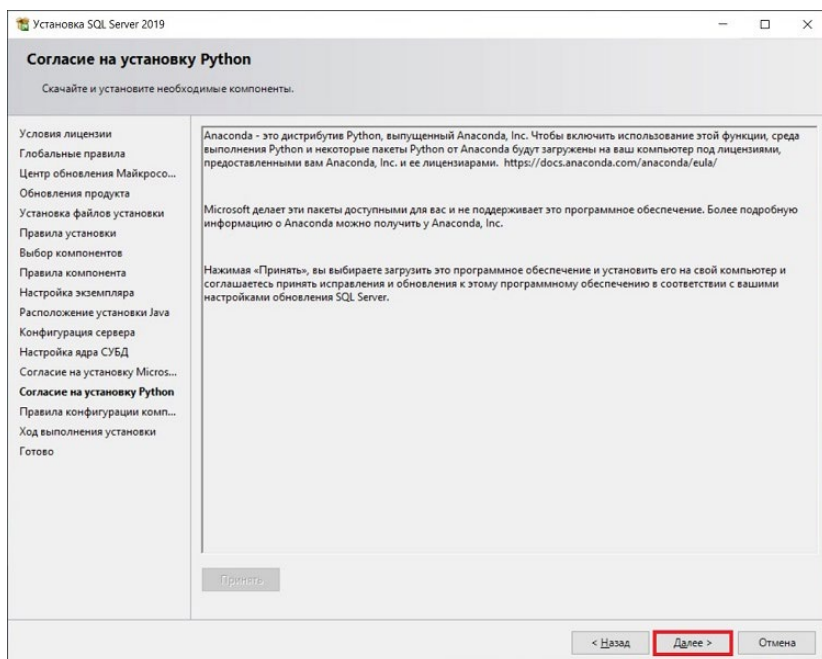 Установка SQL Server 2019
Согласие на установку Python
Скачайте и установите необходимые компоненты.
Условия лицензии
Глобальные правила
Центр обновления Майкросо...
Обновления продукта
Установка файлов установки
Правила установки
Выбор компонентов
Правила компонента
Настройка экземпляра
Расположение установки Java
Конфигурация сервера
Настройка ядра СУБД
Согласие на установку Micros...
Согласие на установку Python
Правила конфигурации комп...
Ход выполнения установки
Готово
Anaconda - это дистрибутив Python, выпущенный Anaconda, Inc. Чтобы включить использование этой функции, среда
выполнения Python и некоторые пакеты Python от Anaconda будут загружены на ваш компьютер под лицензиями,
предоставленными вам Anaconda, Inc. и ее лицензиарами.  https://docs.anaconda.com/anaconda/eula/
Microsoft делает эти пакеты доступными для вас и не поддерживает это программное обеспечение. Более подробную
информацию о Anaconda можно получить у Anaconda, Inc.
Нажимая «Принять», вы выбираете загрузить это программное обеспечение и установить его на свой компьютер и
соглашаетесь принять исправления и обновления к этому программному обеспечению в соответствии с вашими
настройками обновления SQL Server.
Принять
< Назад
Далее >
Отмена